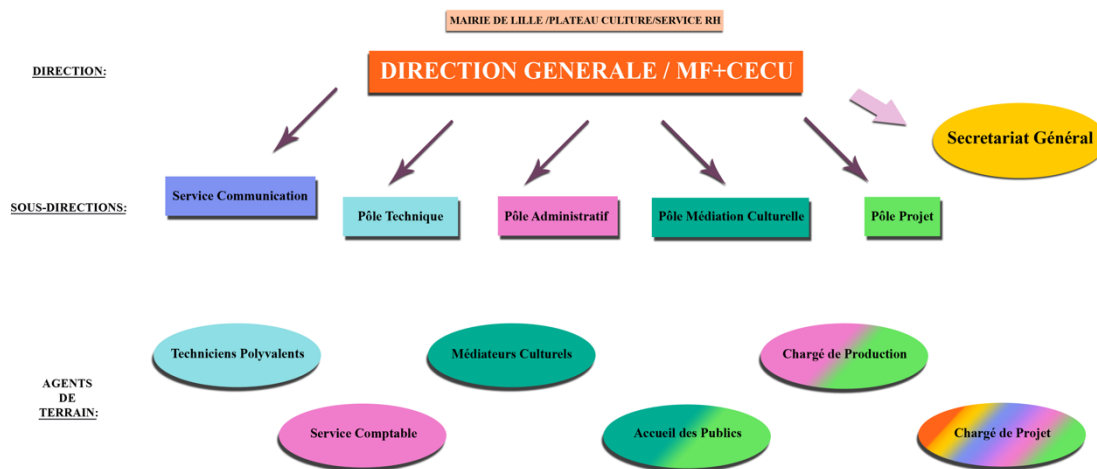 MAIRIE DE LILLE /PLATEAU CULTURE/SERVICE RH
DIRECTION:
DIRECTION GENERALE / MF+CECU
Secretariat Général
SOUS-DIRECTIONS:
Service Communication
Pôle Technique
Pôle Administratif
Pôle Médiation Culturelle
Pôle Projet
AGENTS
DE
TERRAIN:
Techniciens Polyvalents
Médiateurs Culturels
Chargé de Production
Service Comptable
Accueil des Publics
Chargé de Projet